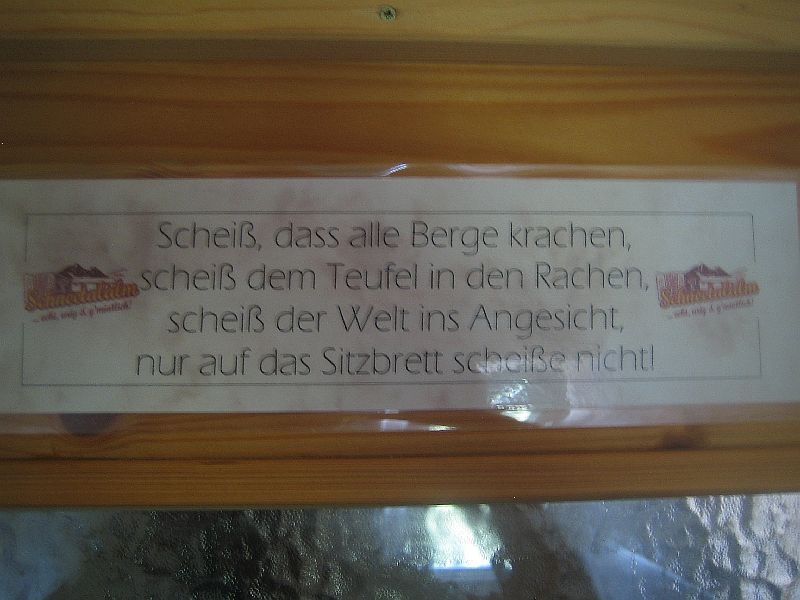 Scheiß, dass alle Berge krachen,
scheiß dem Teufel in den Rachen,
scheiß der Welt ins Angesicht,
nur auf das Sitzbrett scheiße nicht!